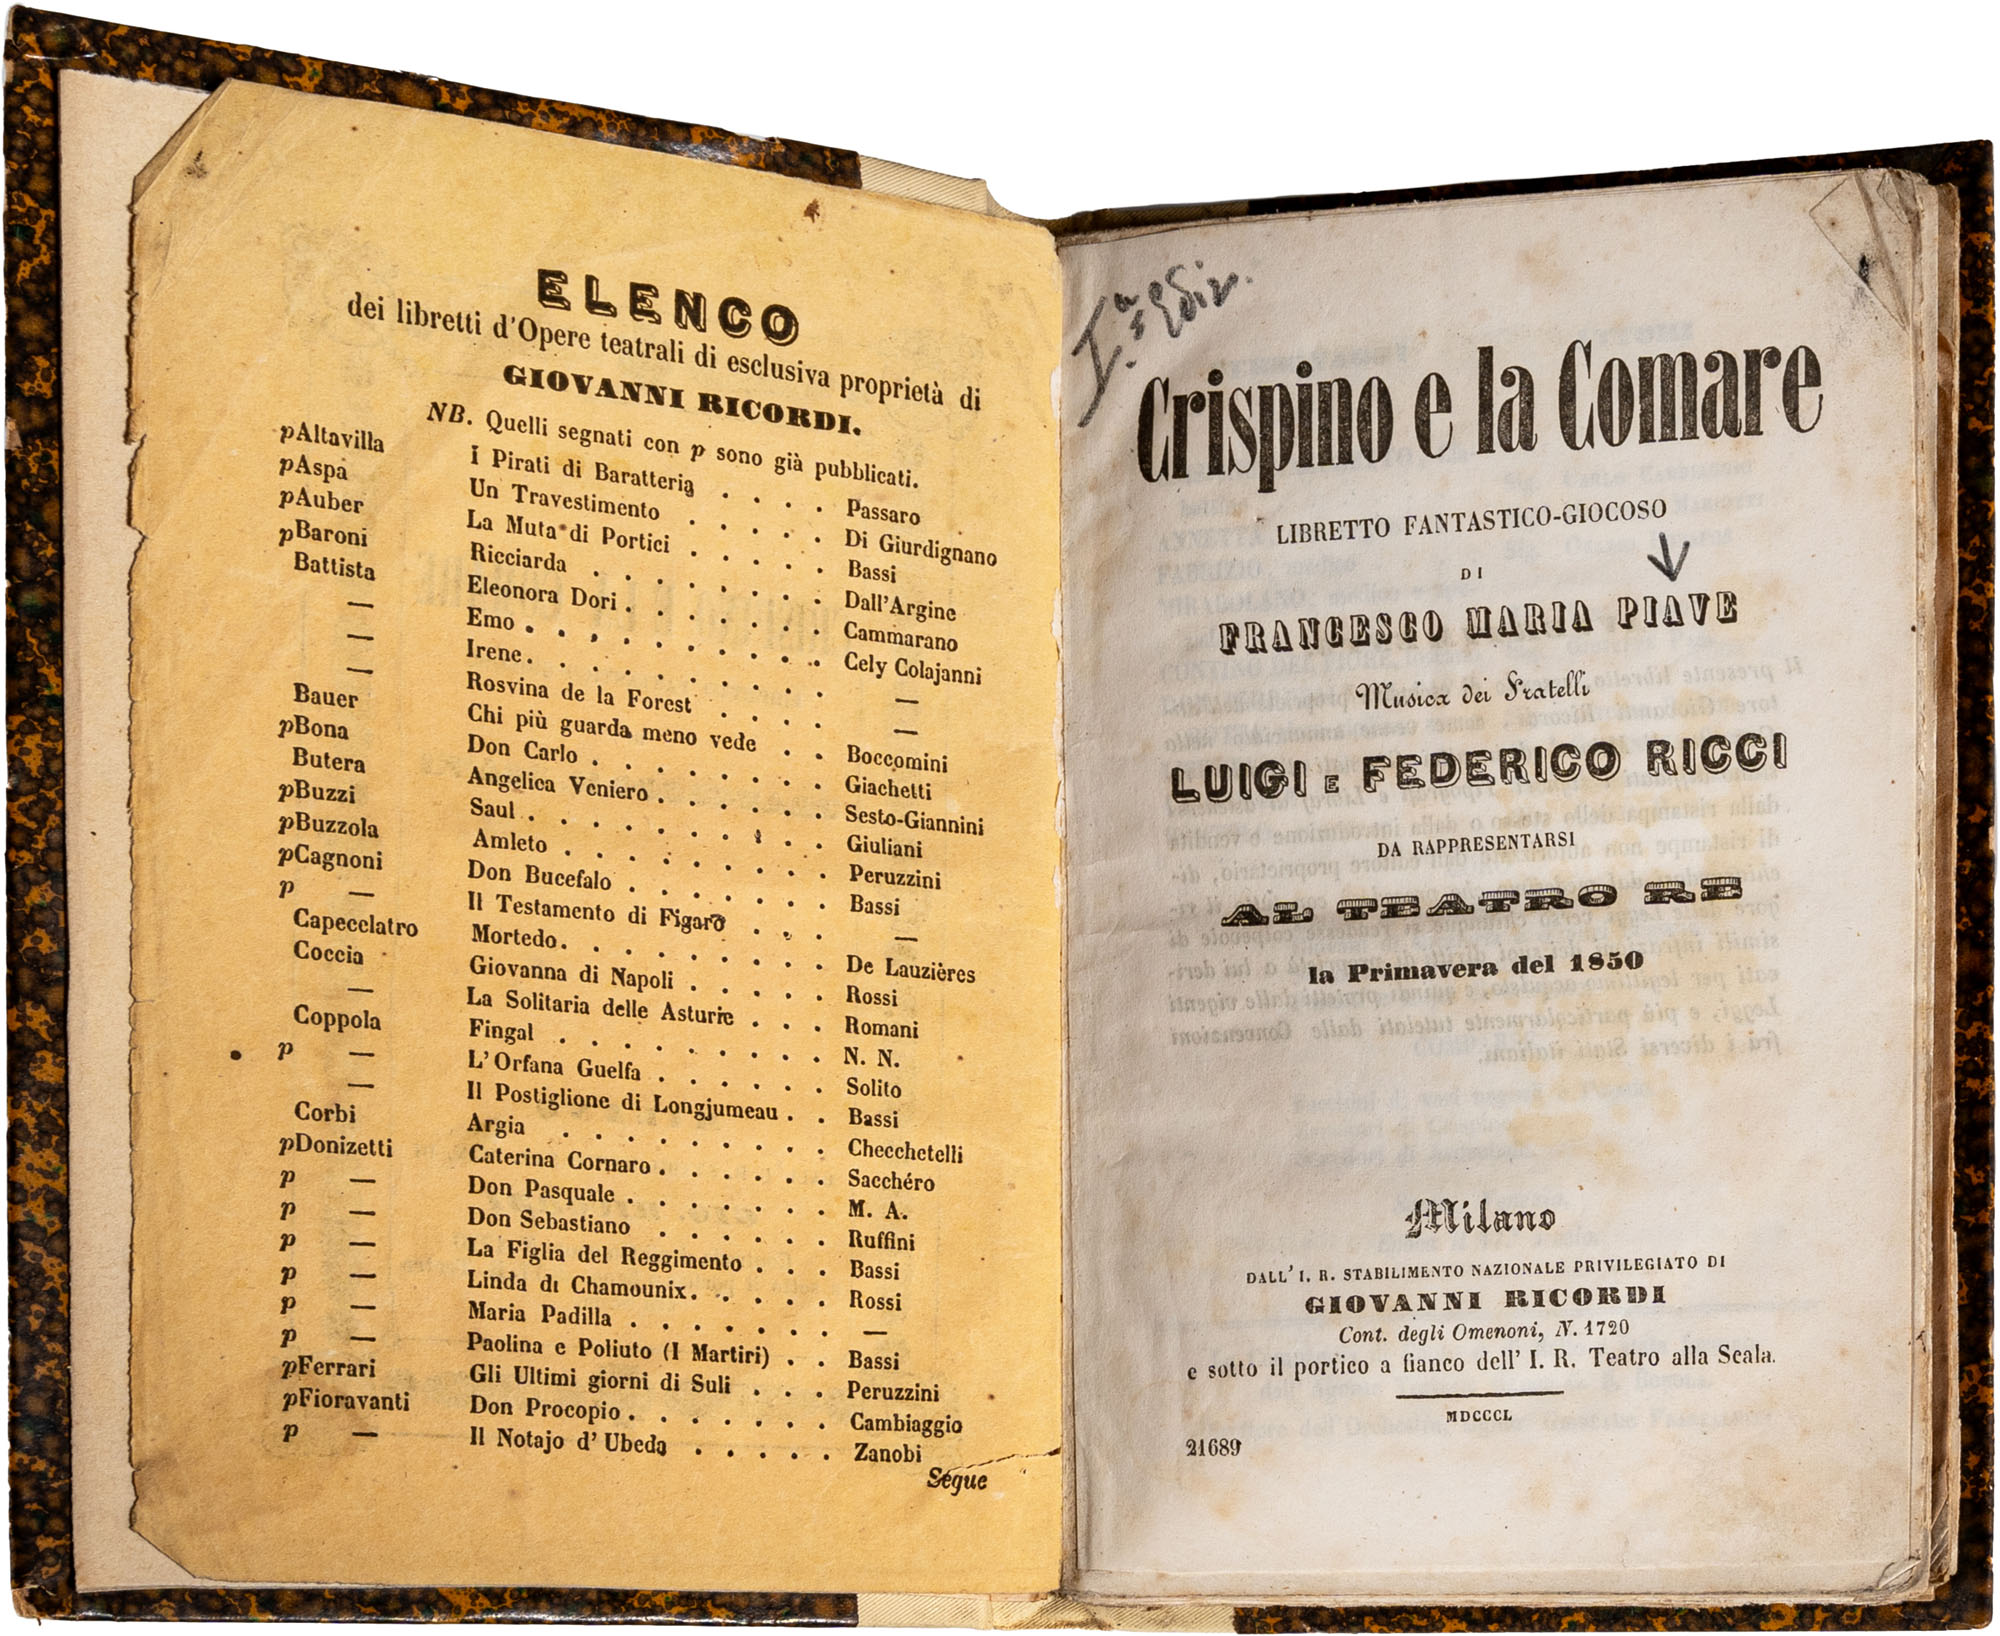 ELENCO
dei libretti d'Opere teatrali di esclusiva proprietà di
GIOVANNI RICORDI.
NB. Quelli segnati con p sono già pubblicati.
pAltavilla I Pirati di Baratteria . . . . Passaro
pAspa Un Travestimento . . . . . Di Giurdignano
pAuber La Muta di Portici . . . . . Bassi
pBaroni Ricciarda . . . . . . . . Dall'Argine
Battista Eleonora Dori . . . . . . . Cammarano
— Emo . . . . . . . . . . Cely Colajanni
— Irene . . . . . . . . . . —
— Rosvina de la Forest . . . . —
Bauer Chi più guarda meno vede . . Boccomini
pBona Don Carlo . . . . . . . . Giachetti
Butera Angelica Veniero . . . . . . Sesto-Giannini
pBuzzi Saul . . . . . . . . . . Giuliani
pBuzzola Amleto . . . . . . . . . Peruzzini
pCagnoni Don Bucefalo . . . . . . . Bassi
p — Il Testamento di Figaro . . . —
Capecelatro Mortedo . . . . . . . . . De Lauzières
Coccia Giovanna di Napoli . . . . . Rossi
— La Solitaria delle Asturie . . . Romani
Coppola Fingal . . . . . . . . . N. N.
p — L'Orfana Guelfa . . . . . . Solito
— Il Postiglione di Longjumeau . . Bassi
Corbi Argia . . . . . . . . . Checchetelli
pDonizetti Caterina Cornaro . . . . . . Sacchéro
p — Don Pasquale . . . . . . . M. A.
p — Don Sebastiano . . . . . . Ruffini
p — La Figlia del Reggimento . . . Bassi
p — Linda di Chamounix . . . . . Rossi
p — Maria Padilla . . . . . . . —
p — Paolina e Poliuto (I Martiri) . . Bassi
pFerrari Gli Ultimi giorni di Suli . . . Peruzzini
pFioravanti Don Procopio . . . . . . . Cambiaggio
p — Il Notajo d'Ubeda . . . . . Zanobi
Segue
Iª Ediz.
Crispino e la Comare
LIBRETTO FANTASTICO-GIOCOSO
DI
FRANCESCO MARIA PIAVE
Musica dei Fratelli
LUIGI E FEDERICO RICCI
DA RAPPRESENTARSI
AL TEATRO RE
la Primavera del 1850
Milano
DALL' I. R. STABILIMENTO NAZIONALE PRIVILEGIATO DI
GIOVANNI RICORDI
Cont. degli Omenoni, N. 1720
e sotto il portico a fianco dell' I. R. Teatro alla Scala.
MDCCCL
21689